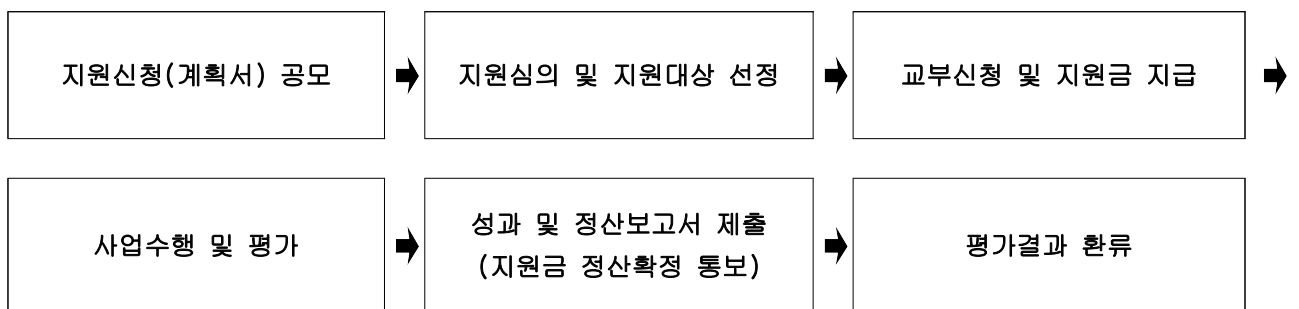 지원신청(계획서) 공모
지원심의 및 지원대상 선정
교부신청 및 지원금 지급
사업수행 및 평가
성과 및 정산보고서 제출
(지원금 정산확정 통보)
평가결과 환류